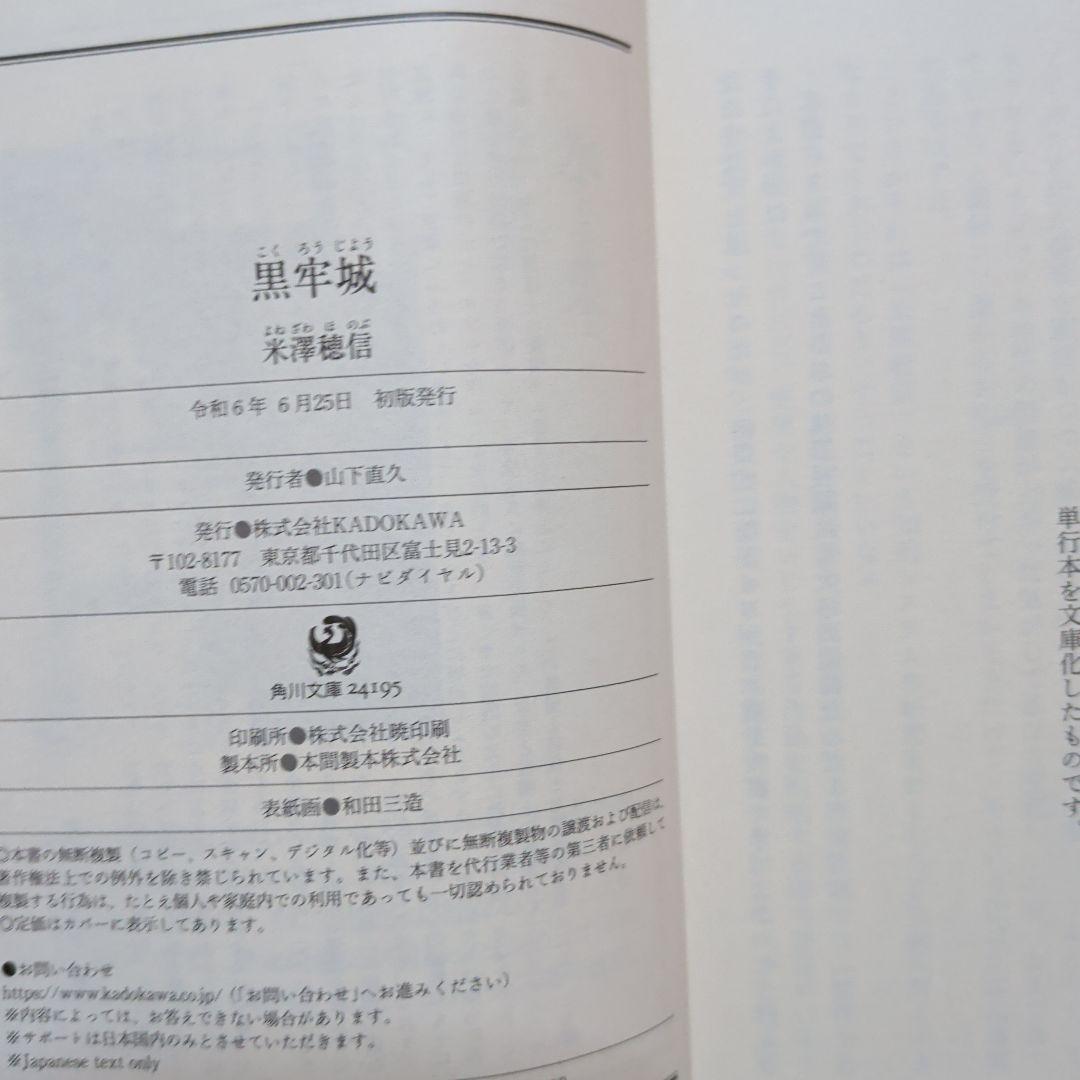 こく ろう じよう
黒牢城
よね ざわ ほ のぶ
米澤穂信
令和6年 6月25日 初版発行
発行者●山下直久
発行●株式会社KADOKAWA
〒102-8177 東京都千代田区富士見2-13-3
電話 0570-002-301(ナビダイヤル)
角川文庫 24195
印刷所●株式会社暁印刷
製本所●本間製本株式会社
表紙画●和田三造
◎本書の無断複製(コピー、スキャン、デジタル化等)並びに無断複製物の譲渡および配信は、
著作権法上での例外を除き禁じられています。また、本書を代行業者等の第三者に依頼して
複製する行為は、たとえ個人や家庭内での利用であっても一切認められておりません。
◎定価はカバーに表示してあります。
●お問い合わせ
https://www.kadokawa.co.jp/(「お問い合わせ」へお進みください)
※内容によっては、お答えできない場合があります。
※サポートは日本国内のみとさせていただきます。
※Japanese text only
単行本を文庫化したものです。